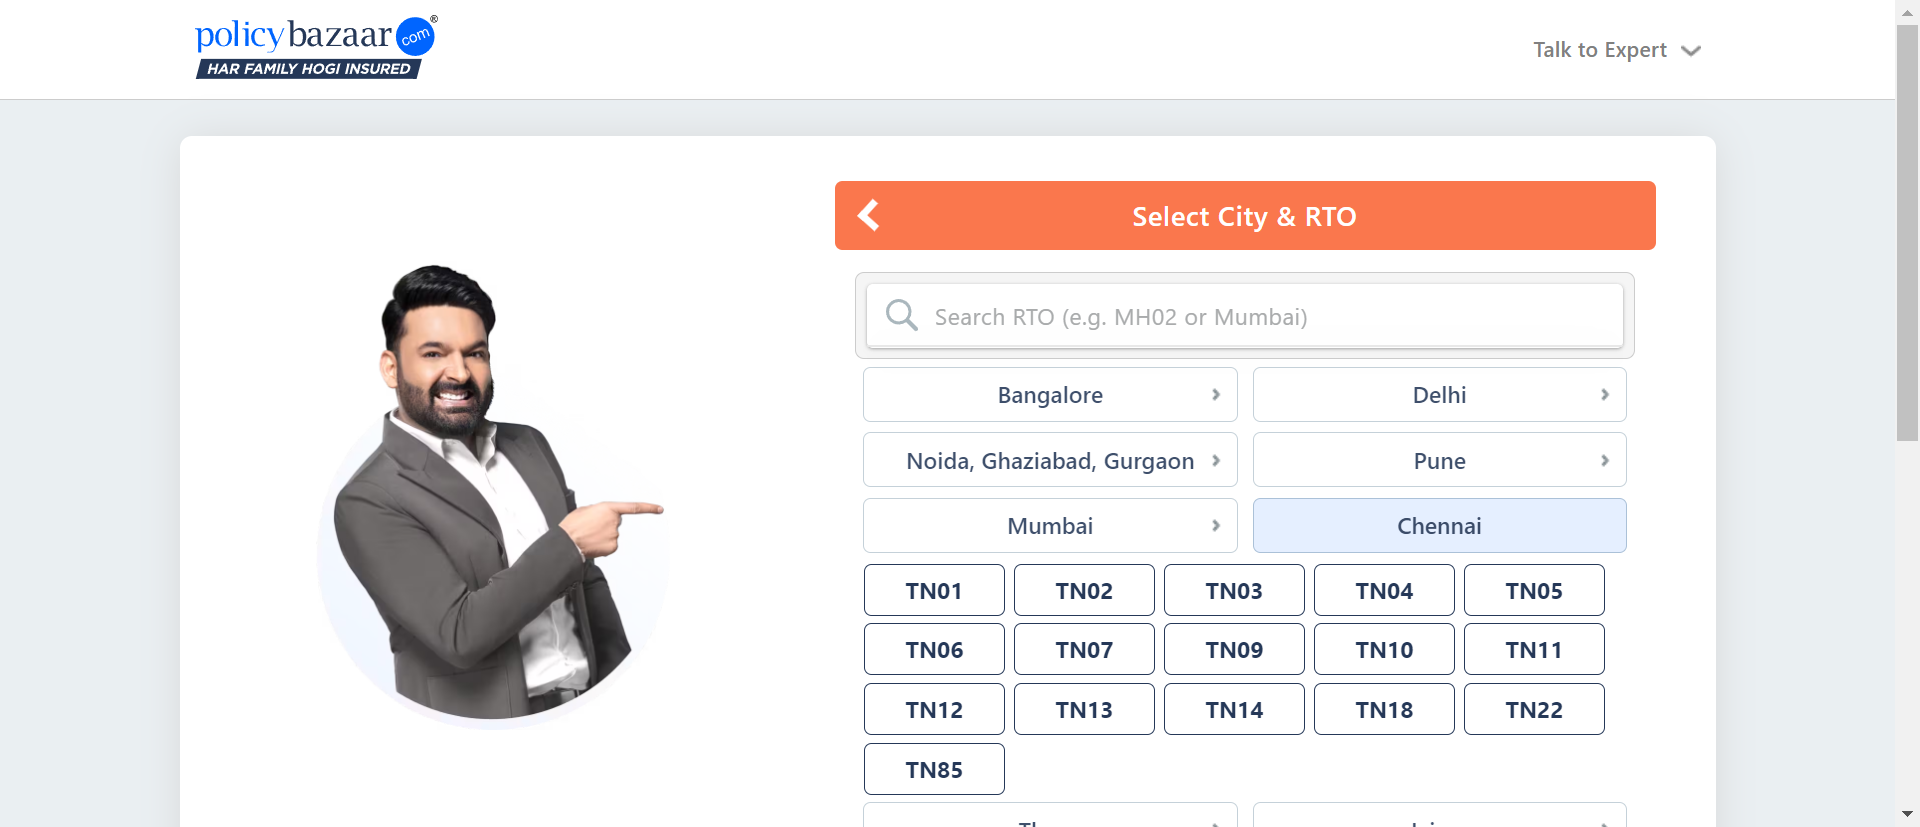 policybazaar com ®
HAR FAMILY HOGI INSURED
Talk to Expert
Select City & RTO
Search RTO (e.g. MH02 or Mumbai)
Bangalore
Delhi
Noida, Ghaziabad, Gurgaon
Pune
Mumbai
Chennai
TN01 TN02 TN03 TN04 TN05
TN06 TN07 TN09 TN10 TN11
TN12 TN13 TN14 TN18 TN22
TN85